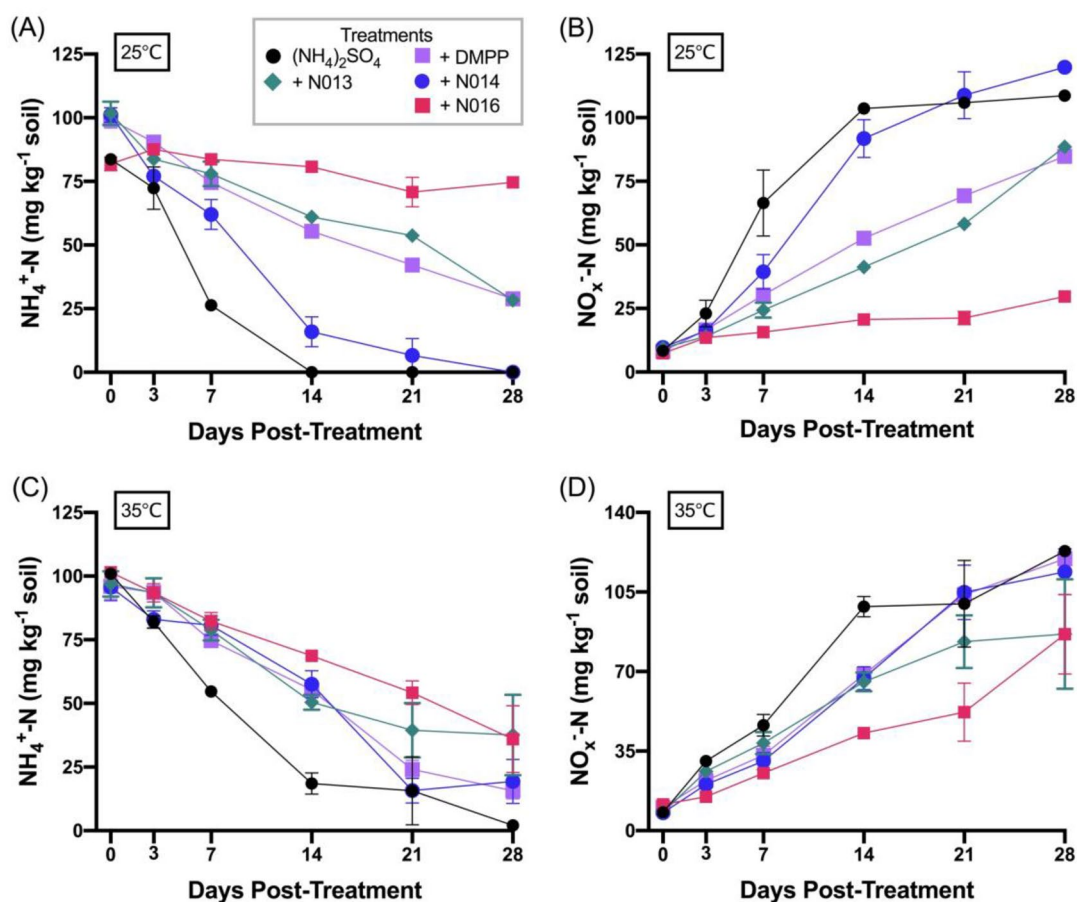 (A)
25°C
Treatments
(NH₄)₂SO₄
+ N013
+ DMPP
+ N014
+ N016
125
100
75
50
25
0
NH₄⁺-N (mg kg⁻¹ soil)
0 3 7 14 21 28
Days Post-Treatment
(B)
25°C
125
100
75
50
25
0
NOₓ⁻-N (mg kg⁻¹ soil)
0 3 7 14 21 28
Days Post-Treatment
(C)
35°C
125
100
75
50
25
0
NH₄⁺-N (mg kg⁻¹ soil)
0 3 7 14 21 28
Days Post-Treatment
(D)
35°C
140
105
70
35
0
NOₓ⁻-N (mg kg⁻¹ soil)
0 3 7 14 21 28
Days Post-Treatment